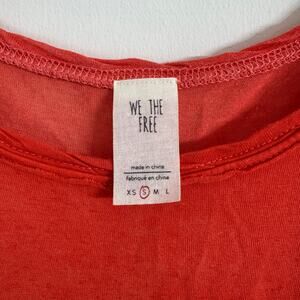 WE THE
FREE
made in china
fabriqué en chine
XS S M L